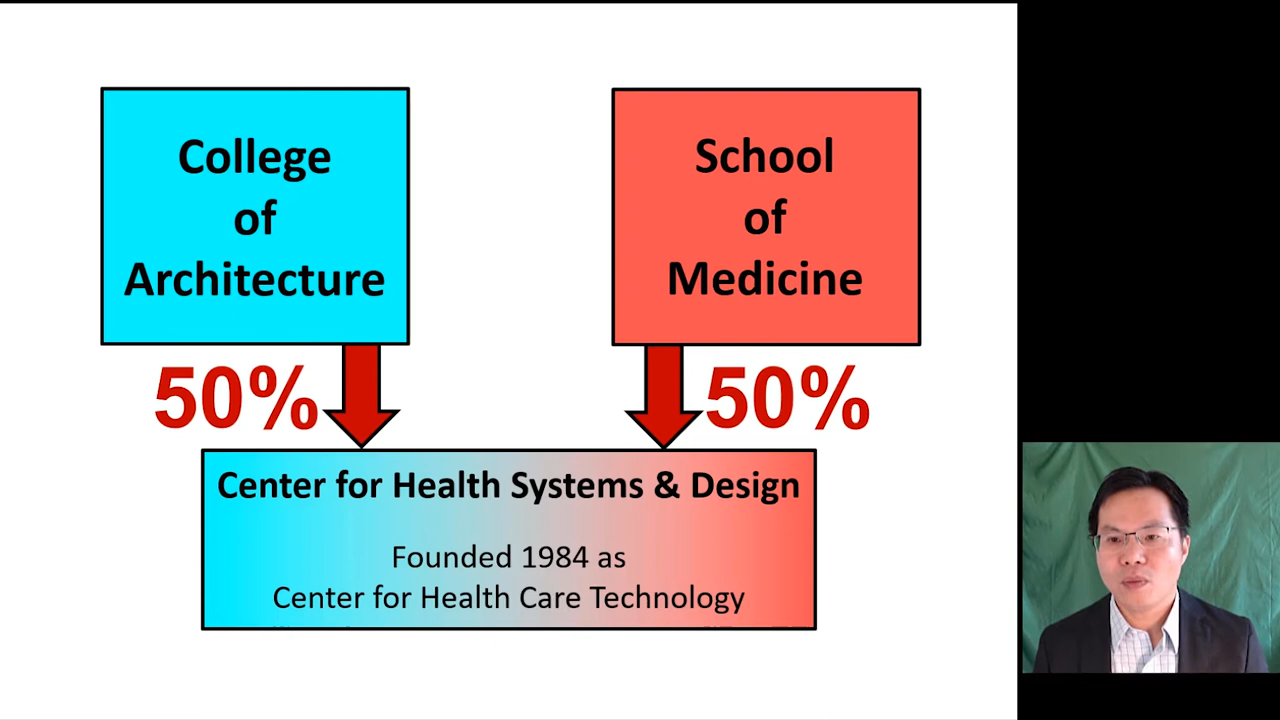 College
of
Architecture
School
of
Medicine
50%
50%
Center for Health Systems & Design
Founded 1984 as
Center for Health Care Technology